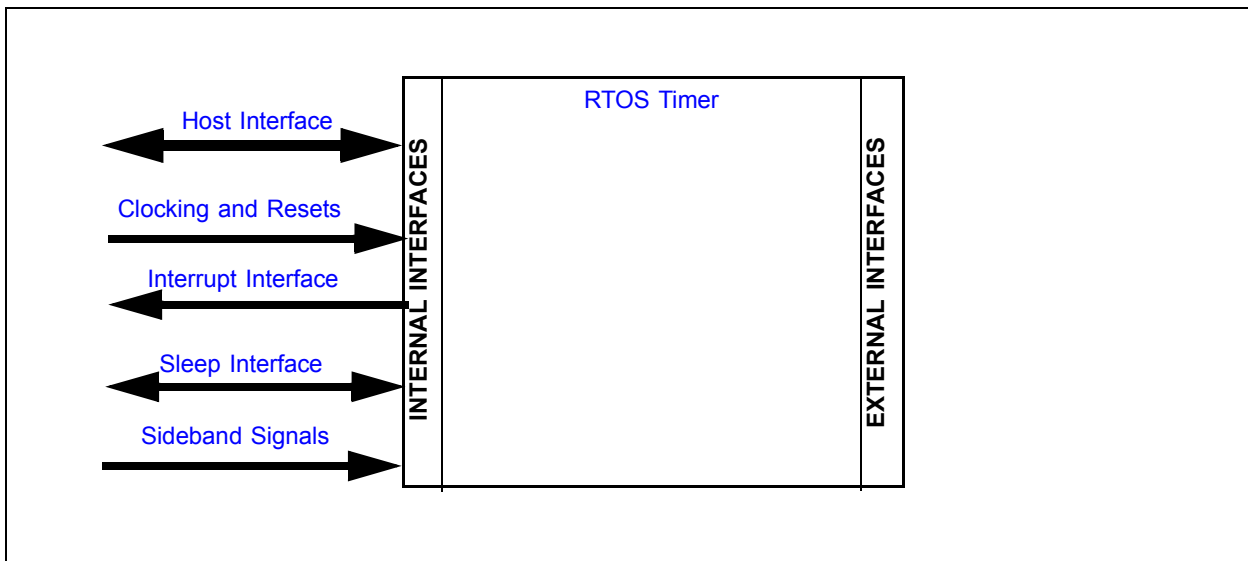 RTOS Timer
Host Interface
Clocking and Resets
Interrupt Interface
Sleep Interface
Sideband Signals
INTERNAL INTERFACES
EXTERNAL INTERFACES